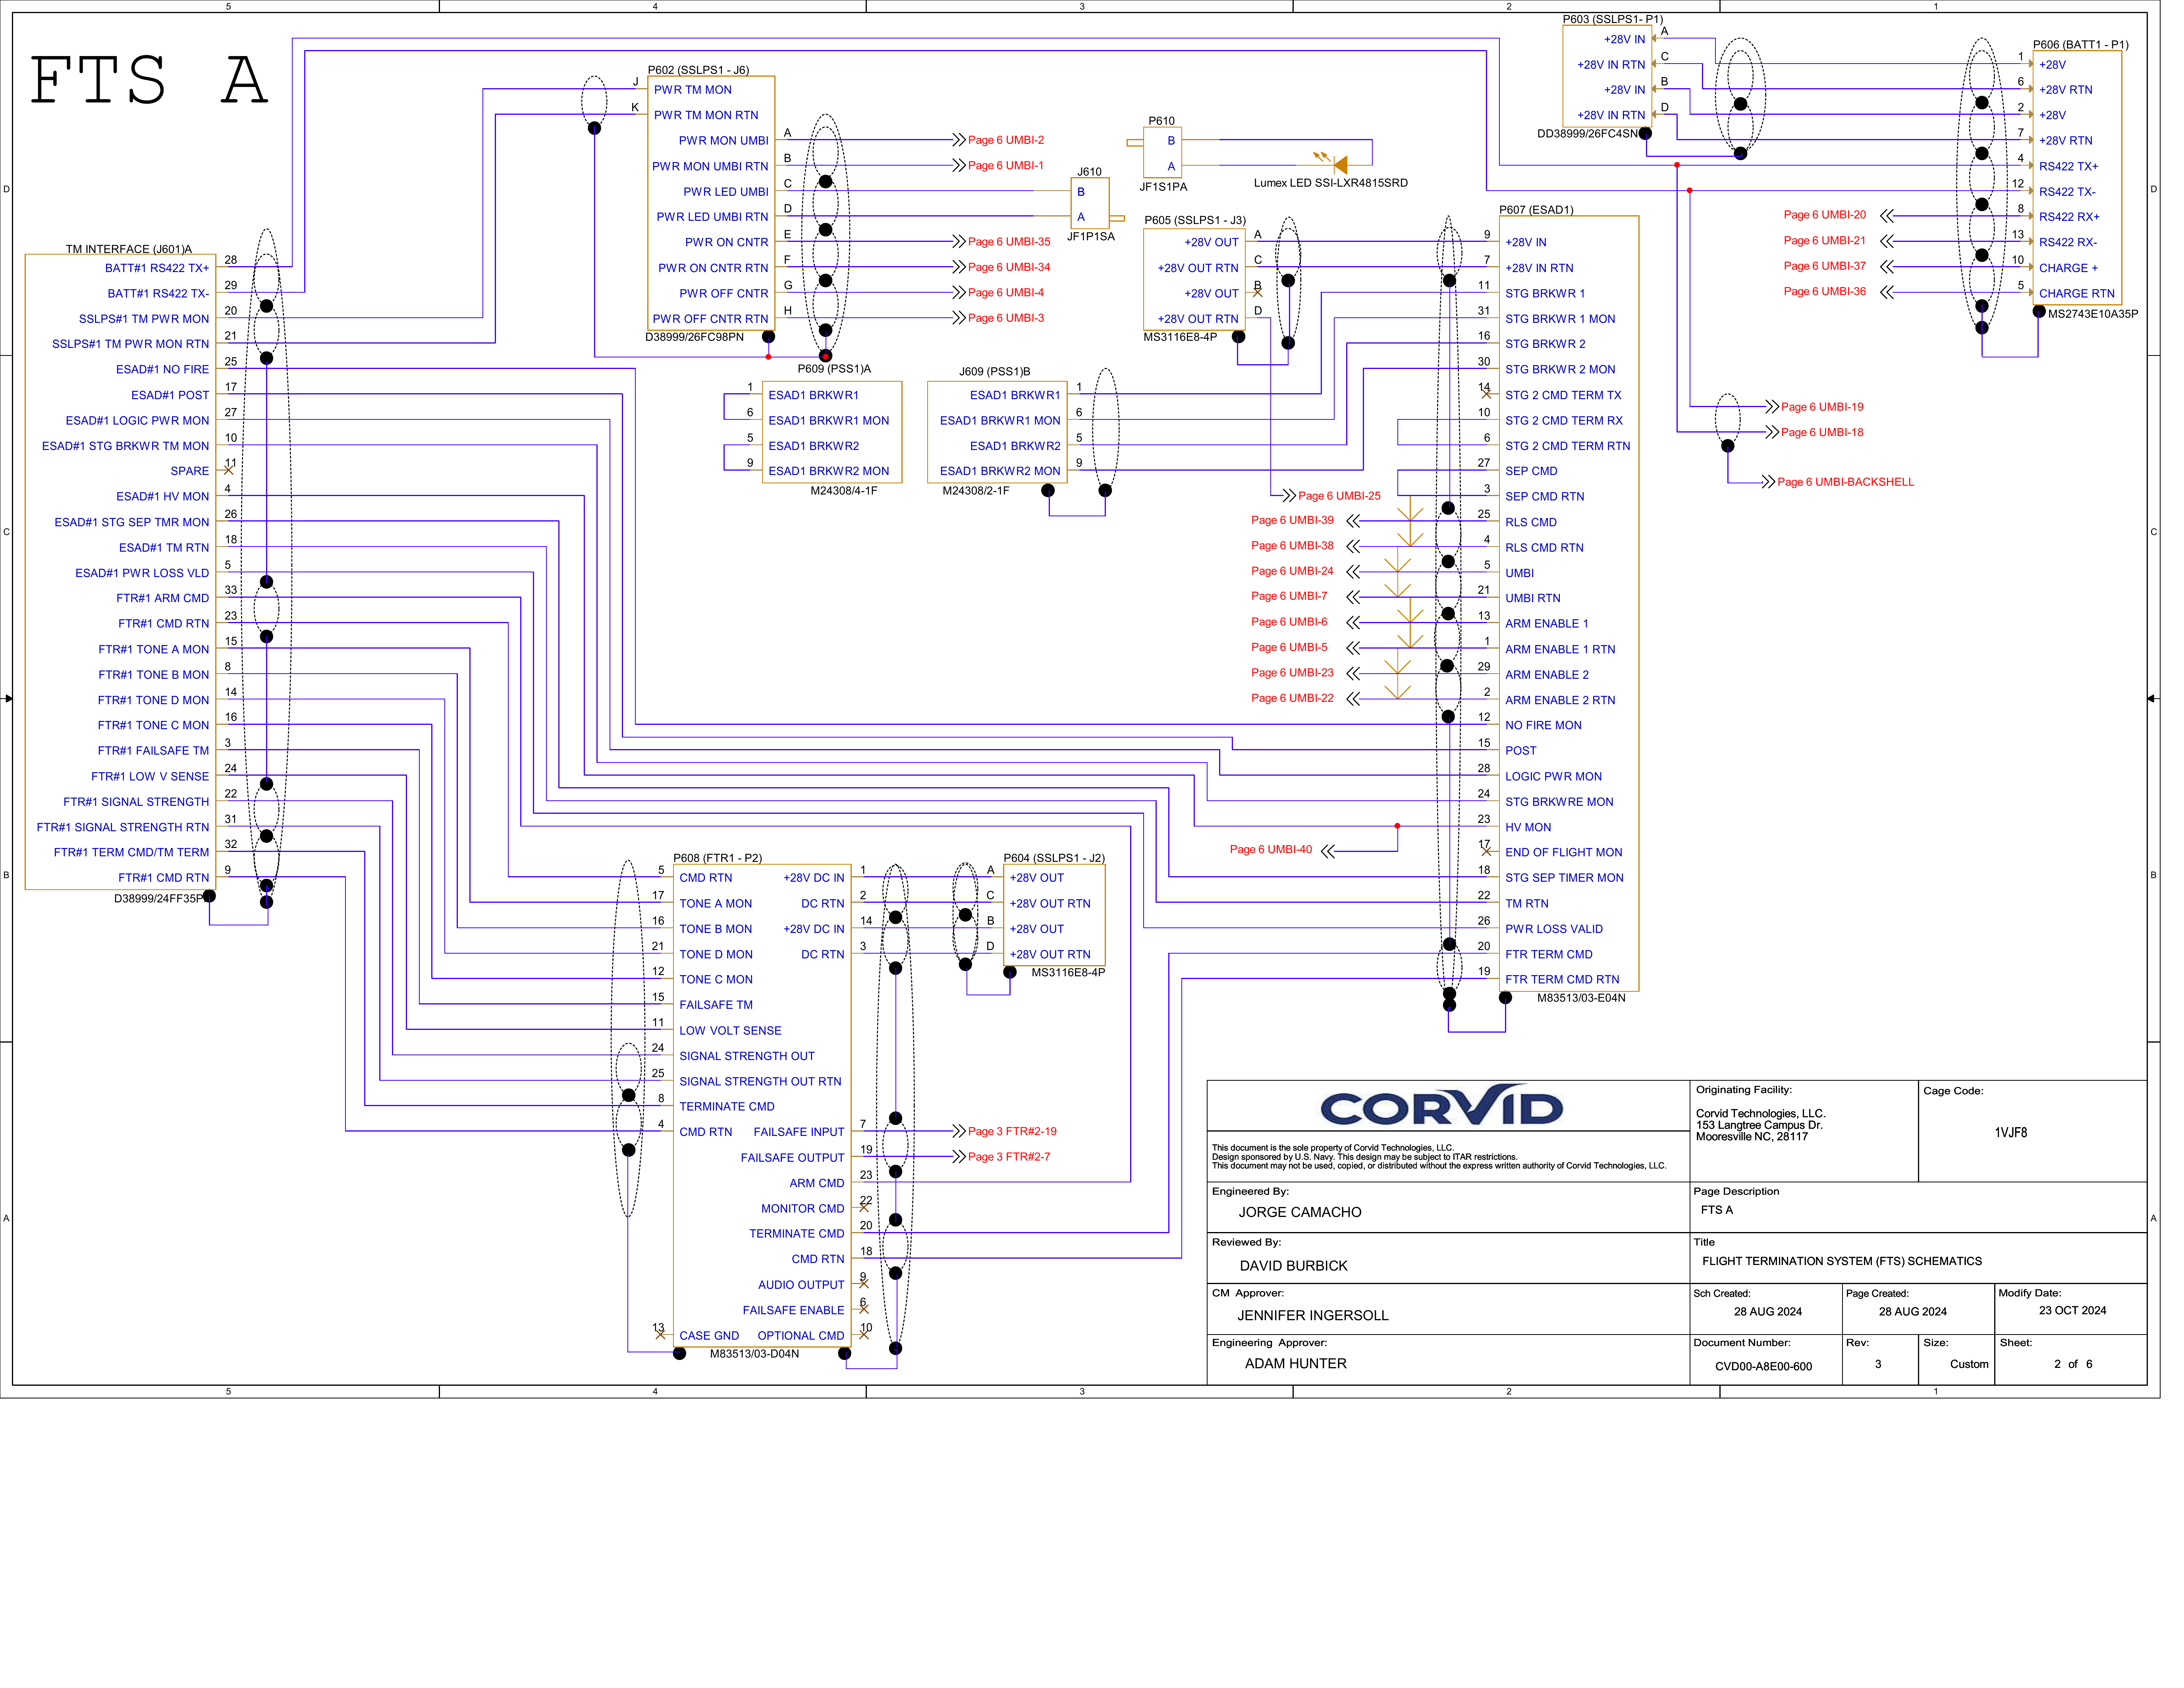 5 4 3 2 1
FTS A
TM INTERFACE (J601)A
BATT#1 RS422 TX+ 28
BATT#1 RS422 TX- 29
SSLPS#1 TM PWR MON 20
SSLPS#1 TM PWR MON RTN 21
ESAD#1 NO FIRE 25
ESAD#1 POST 17
ESAD#1 LOGIC PWR MON 27
ESAD#1 STG BRKWR TM MON 10
SPARE 11
ESAD#1 HV MON 4
ESAD#1 STG SEP TMR MON 26
ESAD#1 TM RTN 18
ESAD#1 PWR LOSS VLD 5
FTR#1 ARM CMD 33
FTR#1 CMD RTN 23
FTR#1 TONE A MON 15
FTR#1 TONE B MON 8
FTR#1 TONE D MON 14
FTR#1 TONE C MON 16
FTR#1 FAILSAFE TM 3
FTR#1 LOW V SENSE 24
FTR#1 SIGNAL STRENGTH 22
FTR#1 SIGNAL STRENGTH RTN 31
FTR#1 TERM CMD/TM TERM 32
FTR#1 CMD RTN 9
D38999/24FF35P
P602 (SSLPS1 - J6)
J PWR TM MON
K PWR TM MON RTN
PWR MON UMBI A Page 6 UMBI-2
PWR MON UMBI RTN B Page 6 UMBI-1
PWR LED UMBI C
PWR LED UMBI RTN D
PWR ON CNTR E Page 6 UMBI-35
PWR ON CNTR RTN F Page 6 UMBI-34
PWR OFF CNTR G Page 6 UMBI-4
PWR OFF CNTR RTN H Page 6 UMBI-3
D38999/26FC98PN
J610
B
A
JF1P1SA
P610
B
A
JF1S1PA
Lumex LED SSI-LXR4815SRD
P605 (SSLPS1 - J3)
+28V OUT A
+28V OUT RTN C
+28V OUT B
+28V OUT RTN D
MS3116E8-4P
Page 6 UMBI-25
P609 (PSS1)A
1 ESAD1 BRKWR1
6 ESAD1 BRKWR1 MON
5 ESAD1 BRKWR2
9 ESAD1 BRKWR2 MON
M24308/4-1F
J609 (PSS1)B
ESAD1 BRKWR1 1
ESAD1 BRKWR1 MON 6
ESAD1 BRKWR2 5
ESAD1 BRKWR2 MON 9
M24308/2-1F
P603 (SSLPS1- P1)
+28V IN A
+28V IN RTN C
+28V IN B
+28V IN RTN D
DD38999/26FC4SN
P606 (BATT1 - P1)
1 +28V
6 +28V RTN
2 +28V
7 +28V RTN
4 RS422 TX+
12 RS422 TX-
Page 6 UMBI-20 8 RS422 RX+
Page 6 UMBI-21 13 RS422 RX-
Page 6 UMBI-37 10 CHARGE +
Page 6 UMBI-36 5 CHARGE RTN
MS2743E10A35P
Page 6 UMBI-19
Page 6 UMBI-18
Page 6 UMBI-BACKSHELL
P607 (ESAD1)
9 +28V IN
7 +28V IN RTN
11 STG BRKWR 1
31 STG BRKWR 1 MON
16 STG BRKWR 2
30 STG BRKWR 2 MON
14 STG 2 CMD TERM TX
10 STG 2 CMD TERM RX
6 STG 2 CMD TERM RTN
27 SEP CMD
3 SEP CMD RTN
Page 6 UMBI-39 25 RLS CMD
Page 6 UMBI-38 4 RLS CMD RTN
Page 6 UMBI-24 5 UMBI
Page 6 UMBI-7 21 UMBI RTN
Page 6 UMBI-6 13 ARM ENABLE 1
Page 6 UMBI-5 1 ARM ENABLE 1 RTN
Page 6 UMBI-23 29 ARM ENABLE 2
Page 6 UMBI-22 2 ARM ENABLE 2 RTN
12 NO FIRE MON
15 POST
28 LOGIC PWR MON
24 STG BRKWRE MON
23 HV MON
Page 6 UMBI-40
17 END OF FLIGHT MON
18 STG SEP TIMER MON
22 TM RTN
26 PWR LOSS VALID
20 FTR TERM CMD
19 FTR TERM CMD RTN
M83513/03-E04N
P608 (FTR1 - P2)
5 CMD RTN +28V DC IN 1
17 TONE A MON DC RTN 2
16 TONE B MON +28V DC IN 14
21 TONE D MON DC RTN 3
12 TONE C MON
15 FAILSAFE TM
11 LOW VOLT SENSE
24 SIGNAL STRENGTH OUT
25 SIGNAL STRENGTH OUT RTN
8 TERMINATE CMD
4 CMD RTN FAILSAFE INPUT 7 Page 3 FTR#2-19
FAILSAFE OUTPUT 19 Page 3 FTR#2-7
ARM CMD 23
MONITOR CMD 22
TERMINATE CMD 20
CMD RTN 18
AUDIO OUTPUT 9
FAILSAFE ENABLE 6
13 CASE GND OPTIONAL CMD 10
M83513/03-D04N
P604 (SSLPS1 - J2)
A +28V OUT
C +28V OUT RTN
B +28V OUT
D +28V OUT RTN
MS3116E8-4P
D D
C C
B B
A A
CORVID
This document is the sole property of Corvid Technologies, LLC.
Design sponsored by U.S. Navy. This design may be subject to ITAR restrictions.
This document may not be used, copied, or distributed without the express written authority of Corvid Technologies, LLC.
Originating Facility:
Corvid Technologies, LLC.
153 Langtree Campus Dr.
Mooresville NC, 28117
Cage Code:
1VJF8
Engineered By:
JORGE CAMACHO
Page Description
FTS A
Reviewed By:
DAVID BURBICK
Title
FLIGHT TERMINATION SYSTEM (FTS) SCHEMATICS
CM Approver:
JENNIFER INGERSOLL
Sch Created:
28 AUG 2024
Page Created:
28 AUG 2024
Modify Date:
23 OCT 2024
Engineering Approver:
ADAM HUNTER
Document Number:
CVD00-A8E00-600
Rev:
3
Size:
Custom
Sheet:
2 of 6
5 4 3 2 1